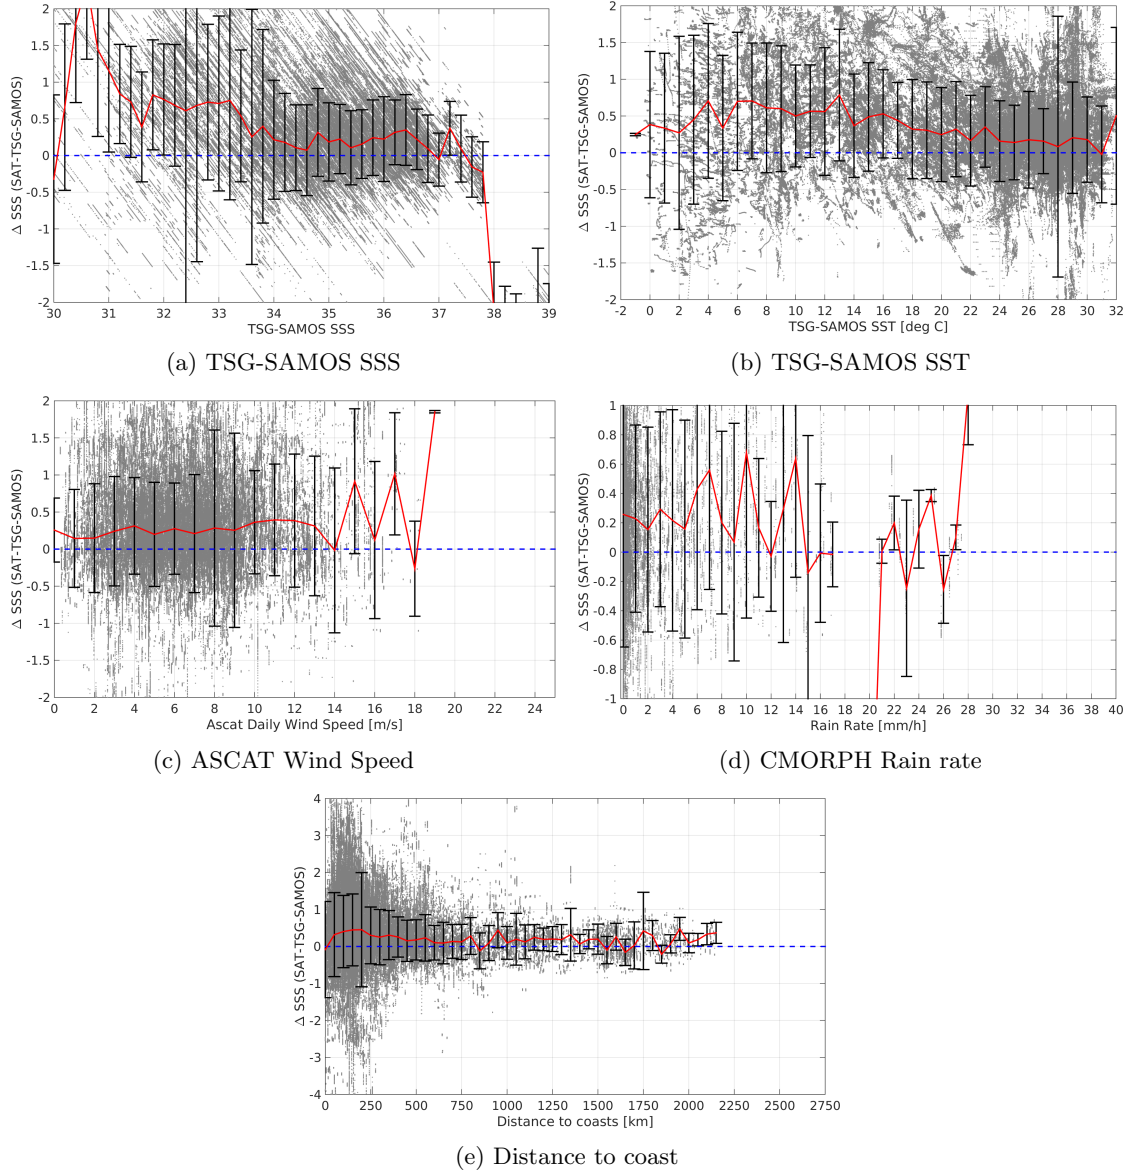 2
1.5
1
0.5
0
-0.5
-1
-1.5
-2
Δ SSS (SAT-TSG-SAMOS)
30 31 32 33 34 35 36 37 38 39
TSG-SAMOS SSS
(a) TSG-SAMOS SSS
2
1.5
1
0.5
0
-0.5
-1
-1.5
-2
Δ SSS (SAT-TSG-SAMOS)
-2 0 2 4 6 8 10 12 14 16 18 20 22 24 26 28 30 32
TSG-SAMOS SST [deg C]
(b) TSG-SAMOS SST
2
1.5
1
0.5
0
-0.5
-1
-1.5
-2
Δ SSS (SAT-TSG-SAMOS)
0 2 4 6 8 10 12 14 16 18 20 22 24
Ascat Daily Wind Speed [m/s]
(c) ASCAT Wind Speed
1
0.8
0.6
0.4
0.2
0
-0.2
-0.4
-0.6
-0.8
-1
Δ SSS (SAT-TSG-SAMOS)
0 2 4 6 8 10 12 14 16 18 20 22 24 26 28 30 32 34 36 38 40
Rain Rate [mm/h]
(d) CMORPH Rain rate
4
3
2
1
0
-1
-2
-3
-4
Δ SSS (SAT-TSG-SAMOS)
0 250 500 750 1000 1250 1500 1750 2000 2250 2500 2750
Distance to coasts [km]
(e) Distance to coast